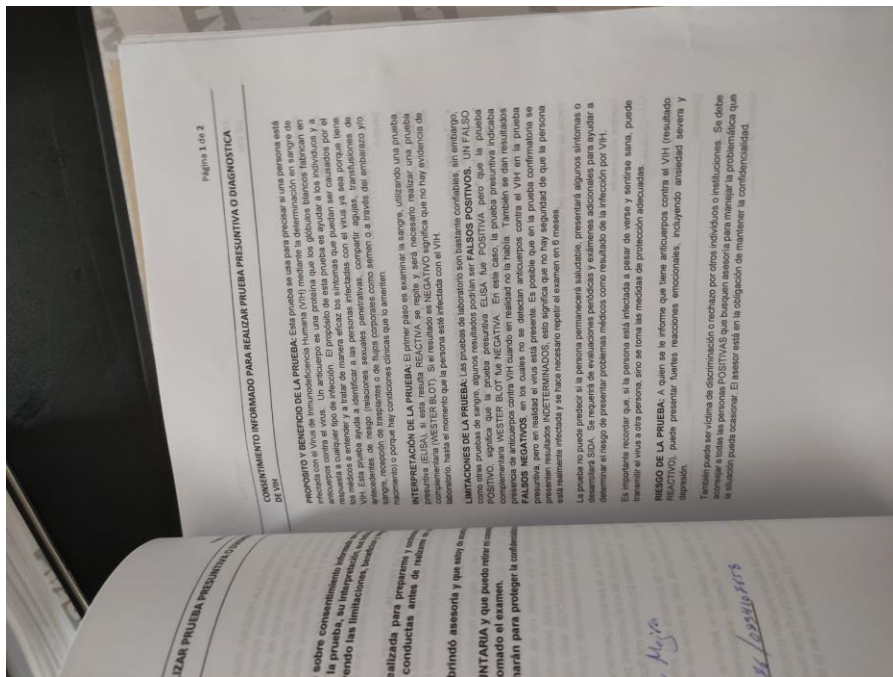 Página 1 de 2
CONSENTIMIENTO INFORMADO PARA REALIZAR PRUEBA PRESUNTIVA O DIAGNOSTICA
DE VIH
PROPOSITO Y BENEFICIO DE LA PRUEBA: Esta prueba se usa para precisar si una persona está
infectada con el Virus de Inmunodeficiencia Humana (VIH) mediante la determinación en sangre de
anticuerpos contra el virus. Un anticuerpo es una proteína que los glóbulos blancos fabrican en
respuesta a cualquier tipo de infección. El propósito de esta prueba es ayudar a los individuos y a
los médicos a entender y a tratar de manera eficaz los síntomas que puedan ser causados por el
VIH. Esta prueba ayuda a identificar a las personas infectadas con el virus ya sea porque tiene
antecedentes de riesgo (relaciones sexuales penetrativas, compartir agujas, transfusiones de
sangre, recepción de trasplantes o de flujos corporales como semen o a través del embarazo y/o
nacimiento) o porque hay condiciones clínicas que lo ameriten.
INTERPRETACIÓN DE LA PRUEBA: El primer paso es examinar la sangre, utilizando una prueba
presuntiva (ELISA), si esta resulta REACTIVA se repite y será necesario realizar una prueba
complementaria (WESTER BLOT). Si el resultado es NEGATIVO significa que no hay evidencia de
laboratorio, hasta el momento que la persona esté infectada con el VIH.
LIMITACIONES DE LA PRUEBA: Las pruebas de laboratorio son bastante confiables, sin embargo,
como otras pruebas de sangre, algunos resultados podrían ser FALSOS POSITIVOS. UN FALSO
POSITIVO, significa que la prueba presuntiva ELISA fue POSITIVA pero que la prueba
complementaria WESTER BLOT fue NEGATIVA. En este caso, la prueba presuntiva indicaba
presencia de anticuerpos contra VIH cuando en realidad no la había. También se dan resultados
FALSOS NEGATIVOS, en los cuales no se detectan anticuerpos contra el VIH en la prueba
presuntiva, pero en realidad el virus está presente. Es posible que en la prueba confirmatoria se
presenten resultados INDETERMINADOS, esto significa que no hay seguridad de que la persona
está realmente infectada y se hace necesario repetir el examen en 6 meses.
La prueba no puede predecir si la persona permanecerá saludable, presentará algunos síntomas o
desarrollará SIDA. Se requiere de evaluaciones periódicas y exámenes adicionales para ayudar a
determinar el riesgo de presentar problemas médicos como resultado de la infección por VIH.
Es importante recordar que, si la persona está infectada a pesar de verse y sentirse sana, puede
transmitir el virus a otra persona, sino se toma las medidas de protección adecuadas.
RIESGO DE LA PRUEBA: A quien se le informe que tiene anticuerpos contra el VIH (resultado
REACTIVO), puede presentar fuertes reacciones emocionales, incluyendo ansiedad severa y
depresión.
También puede ser víctima de discriminación o rechazo por otros individuos o instituciones. Se debe
aconsejar a todas las personas POSITIVAS que busquen asesoría para manejar la problemática que
la situación pueda ocasionar. El asesor está en la obligación de mantener la confidencialidad.
IZAR PRUEBA PRESUNTIVA O
sobre consentimiento informado
la prueba, su interpretación,
endo las limitaciones, beneficios y
ealizada para prepararme y
conductas antes de realizarme
brindó asesoría y que estoy de
NTARIA y que puedo retirar mi
omado el examen.
narán para proteger la confidencialidad
Mejia